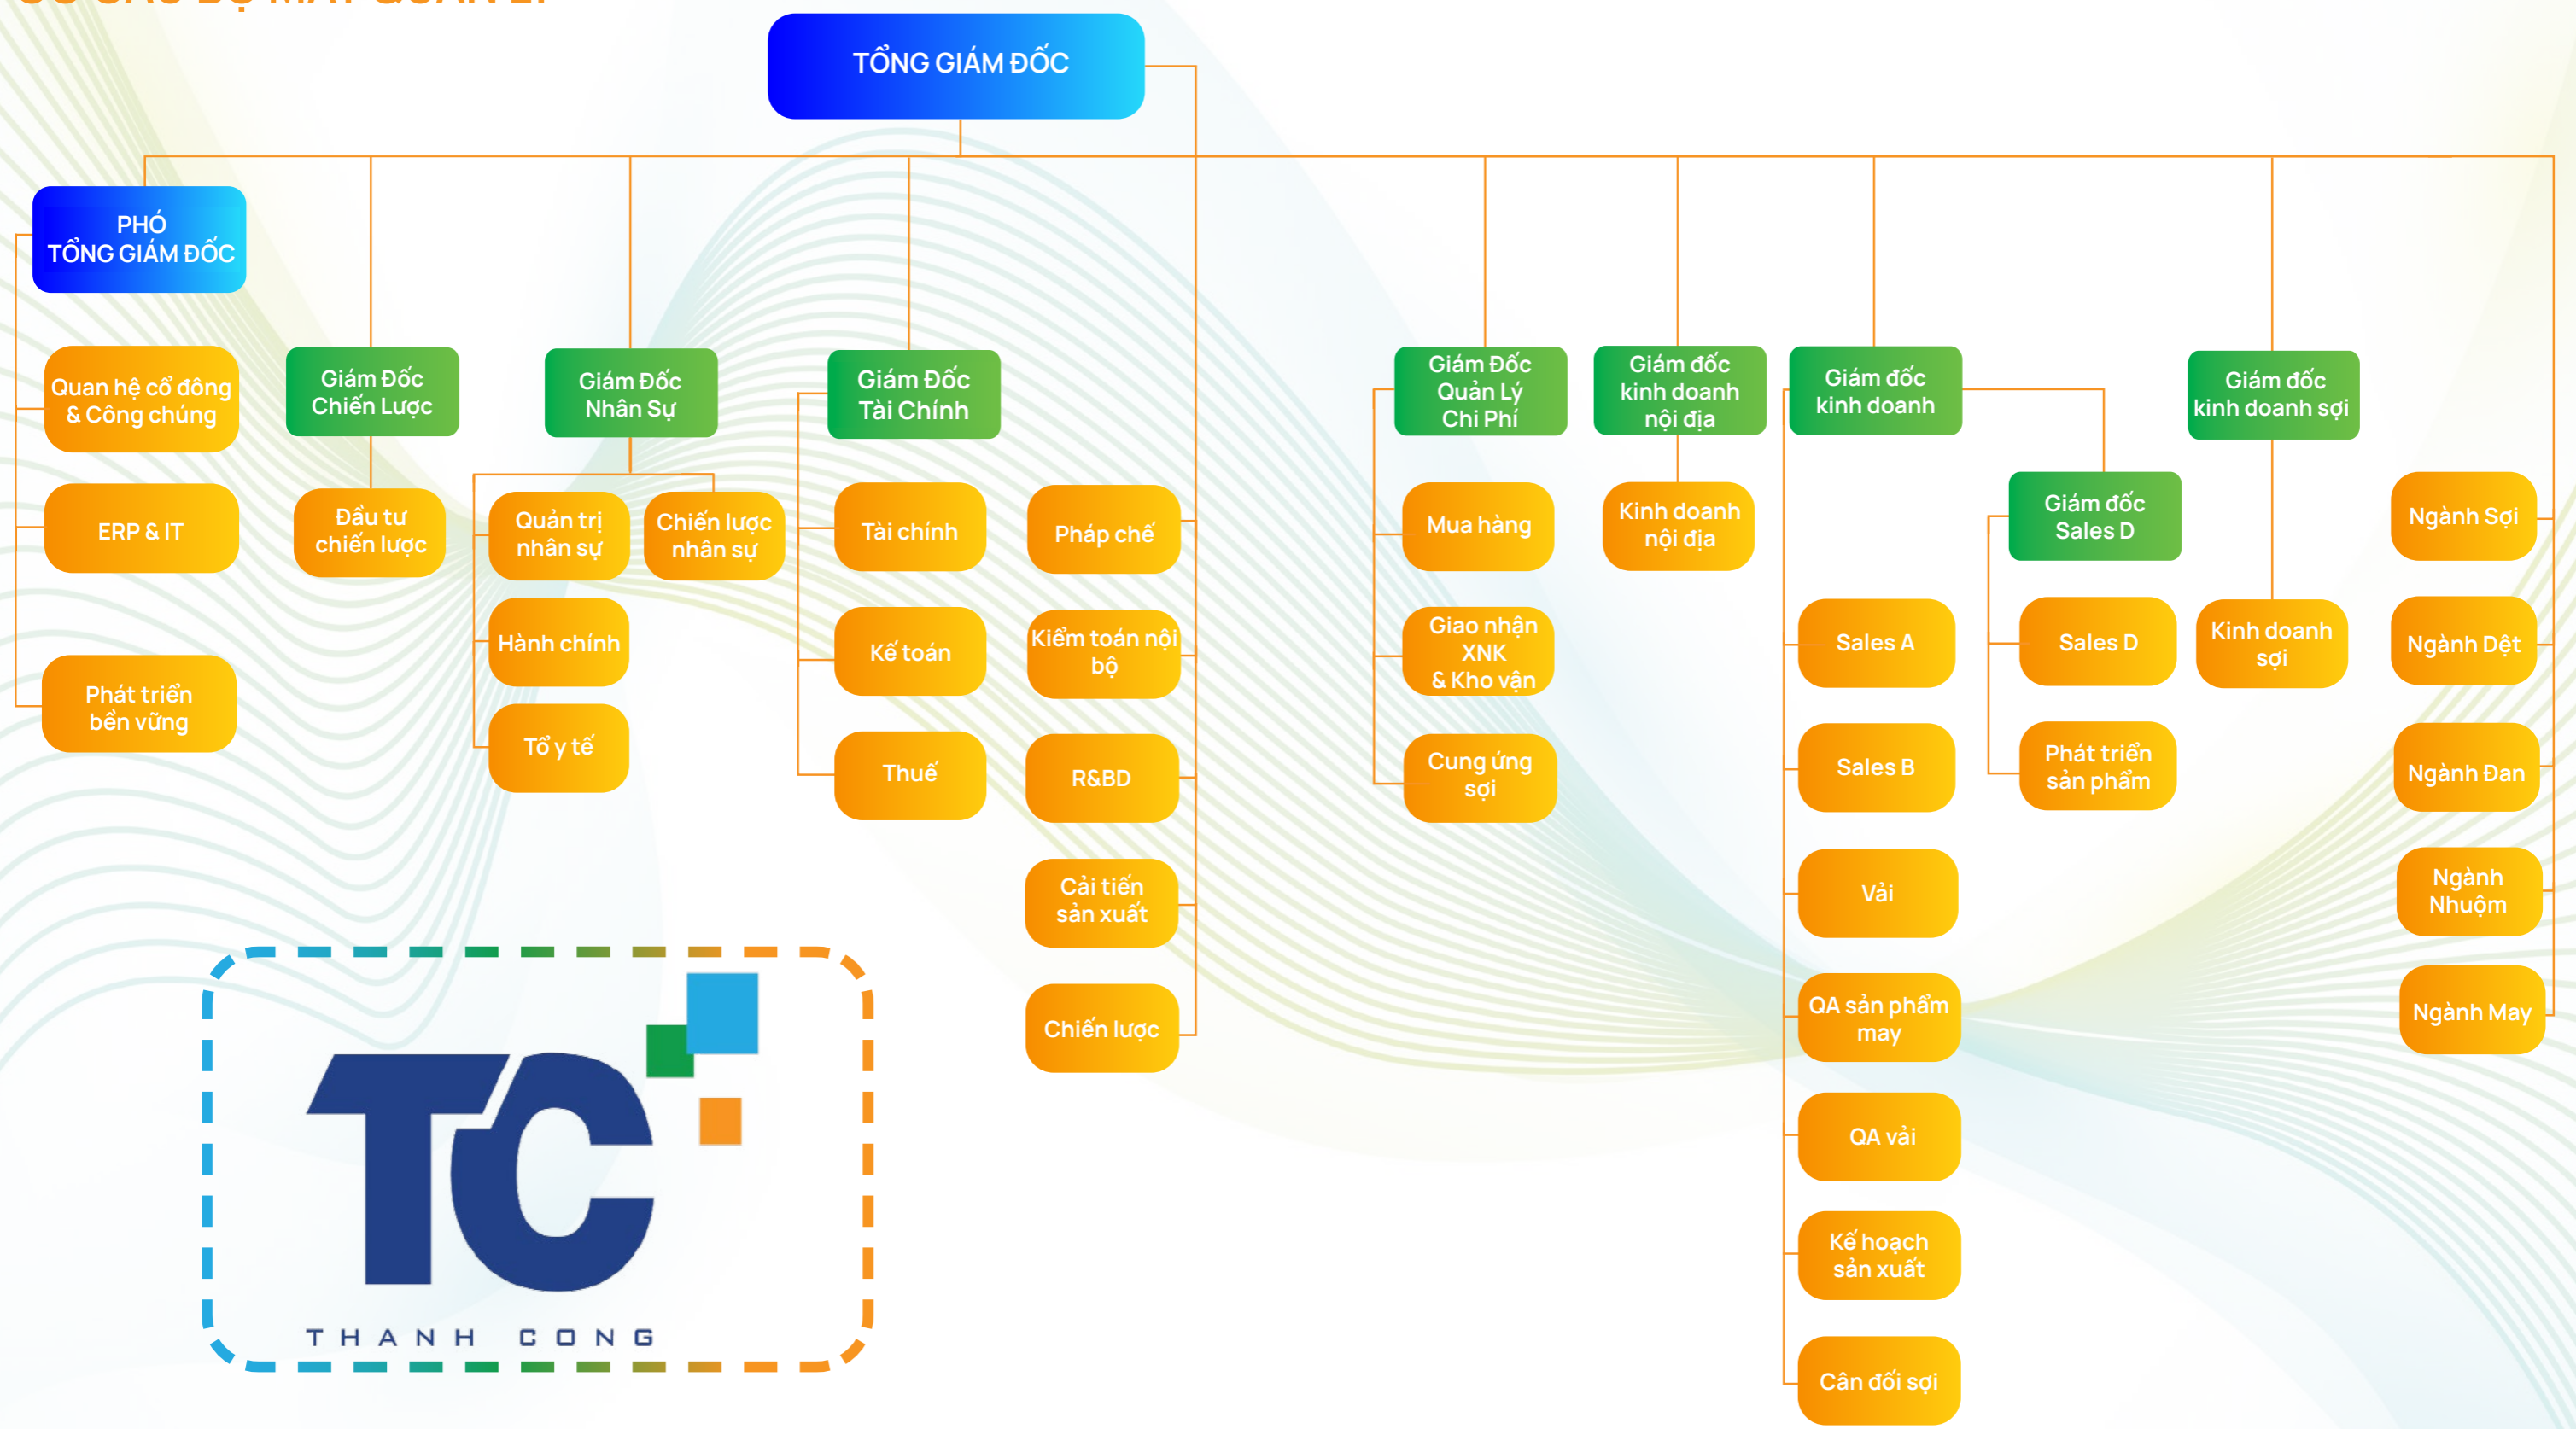 CƠ CẤU BỘ MÁY QUẢN LÝ
TỔNG GIÁM ĐỐC
PHÓ
TỔNG GIÁM ĐỐC
Quan hệ cổ đông
& Công chúng
ERP & IT
Phát triển
bền vững
Giám Đốc
Chiến Lược
Đầu tư
chiến lược
Giám Đốc
Nhân Sự
Quản trị
nhân sự
Chiến lược
nhân sự
Hành chính
Tổ y tế
Giám Đốc
Tài Chính
Tài chính
Kế toán
Thuế
Pháp chế
Kiểm toán nội
bộ
R&BD
Cải tiến
sản xuất
Chiến lược
Giám Đốc
Quản Lý
Chi Phí
Mua hàng
Giao nhận
XNK
& Kho vận
Cung ứng
sợi
Giám đốc
kinh doanh
nội địa
Kinh doanh
nội địa
Giám đốc
kinh doanh
Sales A
Sales B
Vải
QA sản phẩm
may
QA vải
Kế hoạch
sản xuất
Cân đối sợi
Giám đốc
Sales D
Sales D
Phát triển
sản phẩm
Giám đốc
kinh doanh sợi
Kinh doanh
sợi
Ngành Sợi
Ngành Dệt
Ngành Đan
Ngành
Nhuộm
Ngành May
TC
THANH CONG